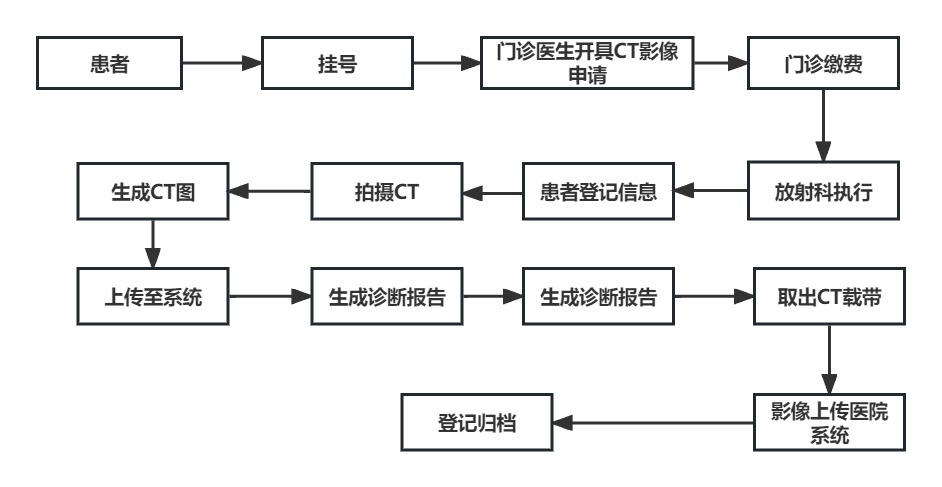 患者
挂号
门诊医生开具CT影像
申请
门诊缴费
放射科执行
患者登记信息
拍摄CT
生成CT图
上传至系统
生成诊断报告
生成诊断报告
取出CT载带
影像上传医院
系统
登记归档